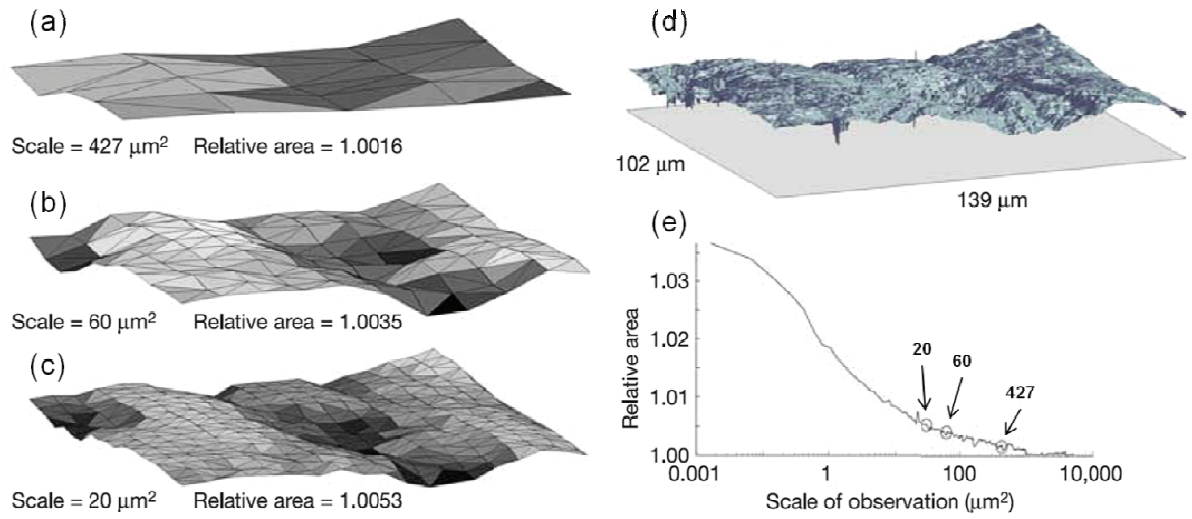 (a)
Scale = 427 μm² Relative area = 1.0016
(b)
Scale = 60 μm² Relative area = 1.0035
(c)
Scale = 20 μm² Relative area = 1.0053
(d)
102 μm
139 μm
(e)
Relative area
1.03
1.02
1.01
1.00
20
60
427
0.001
1
100
10,000
Scale of observation (μm²)